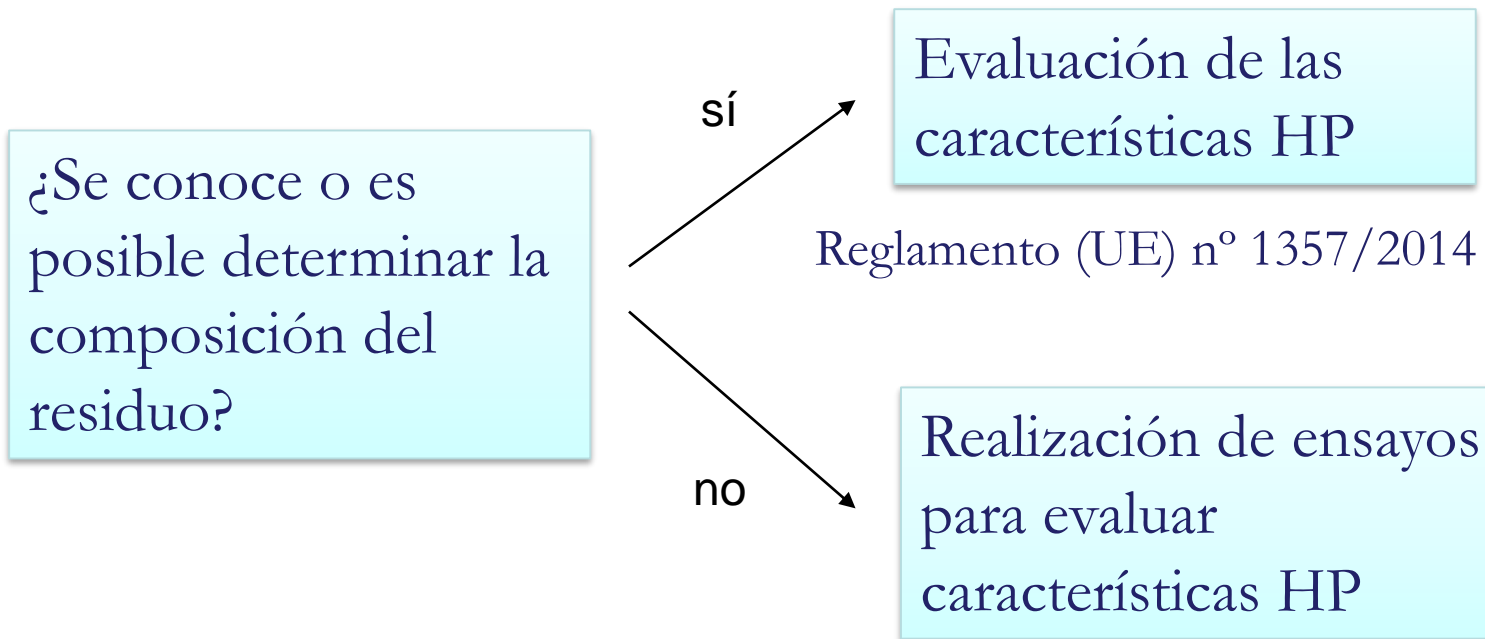 ¿Se conoce o es
posible determinar la
composición del
residuo?
sí
Evaluación de las
características HP
Reglamento (UE) nº 1357/2014
no
Realización de ensayos
para evaluar
características HP